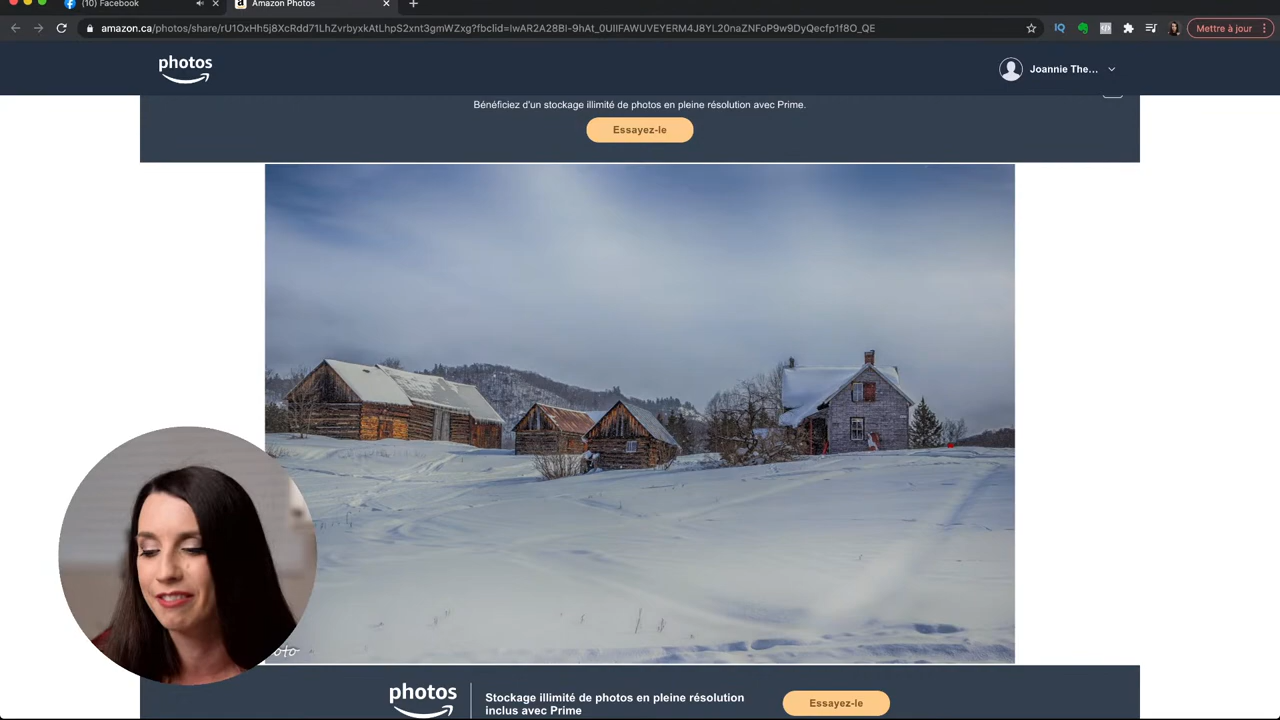 (10) Facebook
Amazon Photos
amazon.ca/photos/share/rU1OxHh5j8XcRdd71LhZvrbyxkAtLhpS2xnt3gmWZxg?fbclid=IwAR2A28BI-9hAt_0UIIFAWUVEYERM4J8YL20naZNFoP9w9DyQecfp1f8O_QE
Mettre à jour
photos
Joannie The...
Bénéficiez d'un stockage illimité de photos en pleine résolution avec Prime.
Essayez-le
photos
Stockage illimité de photos en pleine résolution
inclus avec Prime
Essayez-le